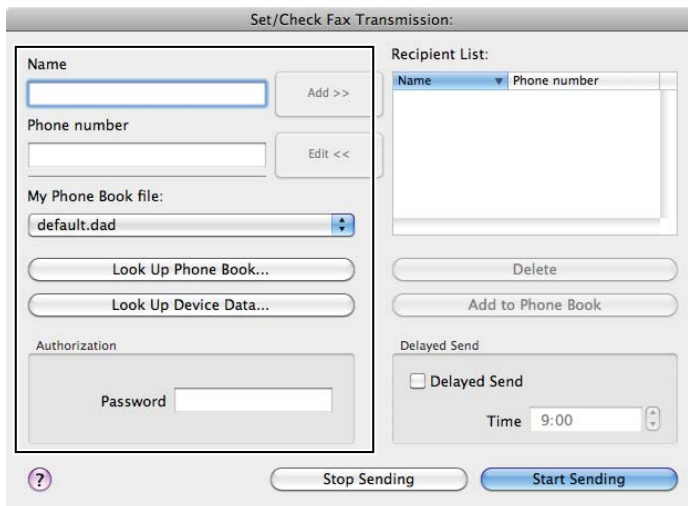 Set/Check Fax Transmission:
Name
Add >>
Phone number
Edit <<
My Phone Book file:
default.dad
Look Up Phone Book...
Look Up Device Data...
Authorization
Password
Recipient List:
Name Phone number
Delete
Add to Phone Book
Delayed Send
Delayed Send
Time 9:00
?
Stop Sending
Start Sending